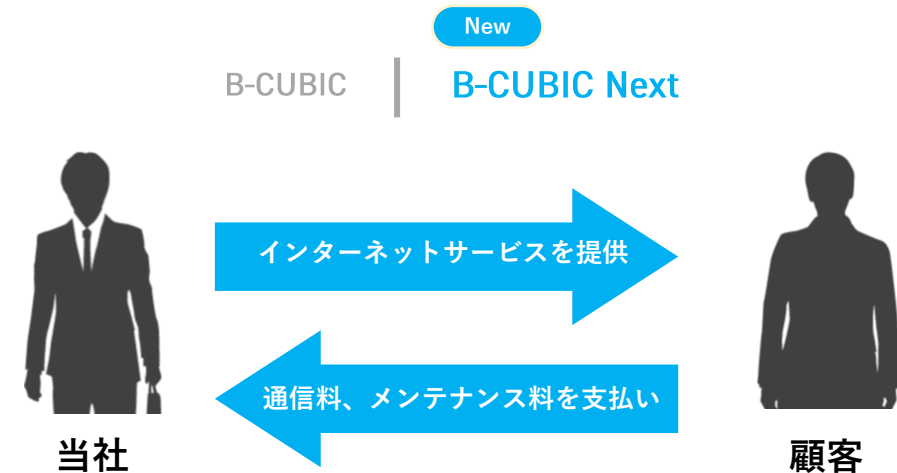 New
B-CUBIC
B-CUBIC Next
インターネットサービスを提供
通信料、メンテナンス料を支払い
当社
顧客